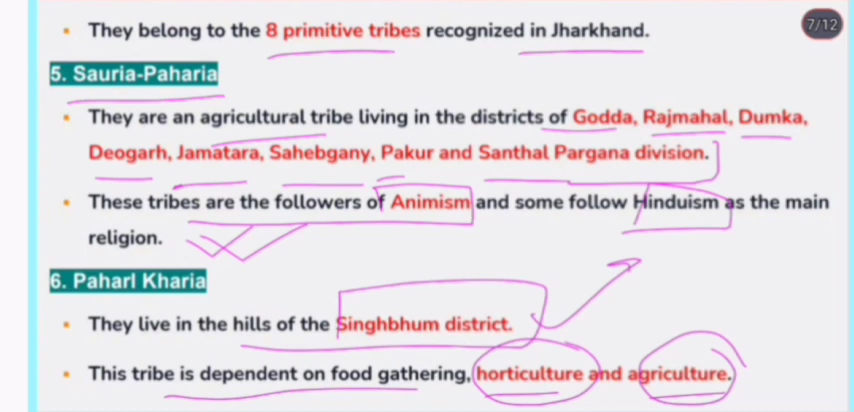 They belong to the 8 primitive tribes recognized in Jharkhand.
7/12
5. Sauria-Paharia
They are an agricultural tribe living in the districts of Godda, Rajmahal, Dumka,
Deogarh, Jamatara, Sahebgany, Pakur and Santhal Pargana division.
These tribes are the followers of Animism and some follow Hinduism as the main
religion.
6. Paharl Kharia
They live in the hills of the Singhbhum district.
This tribe is dependent on food gathering, horticulture and agriculture.